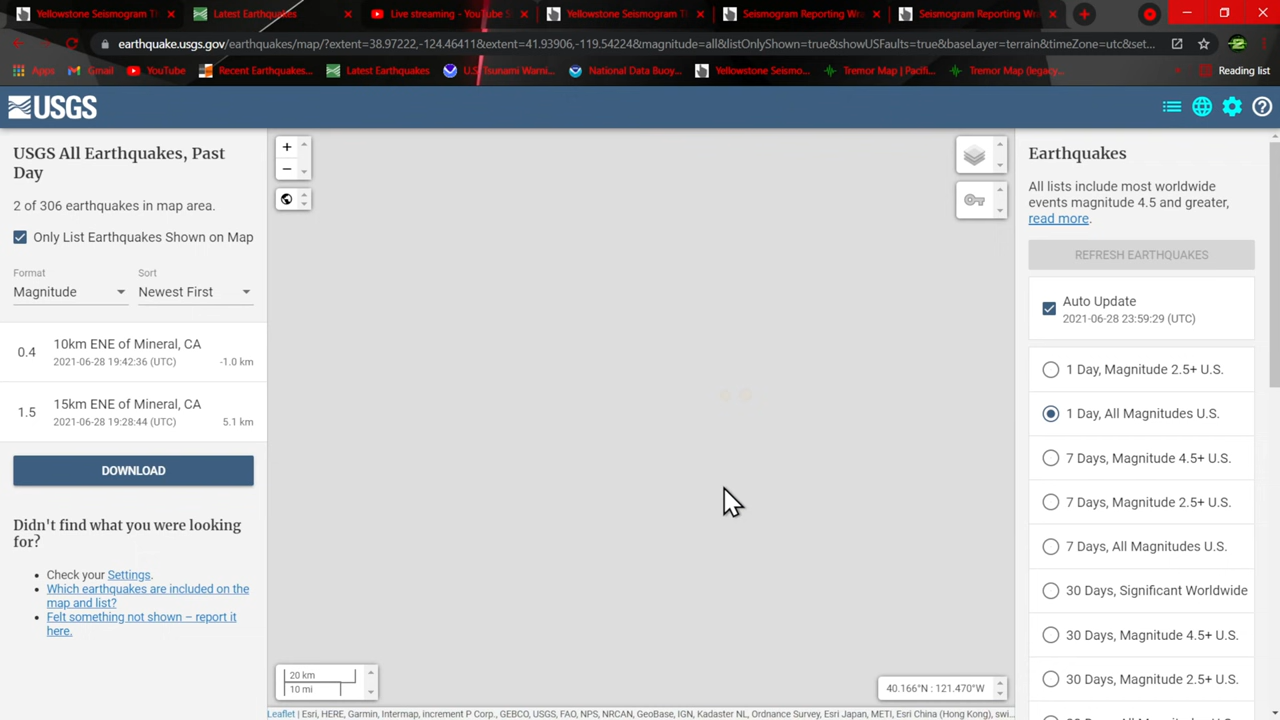 Yellowstone Seismogram T
Latest Earthquakes
Live streaming - YouTube S
Yellowstone Seismogram T
Seismogram Reporting Wra
Seismogram Reporting Wra
earthquake.usgs.gov/earthquakes/map/?extent=38.97222,-124.46411&extent=41.93906,-119.54224&magnitude=all&listOnlyShown=true&showUSFaults=true&baseLayer=terrain&timeZone=utc&set...
Apps
Gmail
YouTube
Recent Earthquakes...
Latest Earthquakes
U.S. Tsunami Warni...
National Data Buoy...
Yellowstone Seismo...
Tremor Map | Pacifi...
Tremor Map (legacy...
Reading list
USGS
USGS All Earthquakes, Past
Day
2 of 306 earthquakes in map area.
Only List Earthquakes Shown on Map
Format
Sort
Magnitude
Newest First
0.4
10km ENE of Mineral, CA
2021-06-28 19:42:36 (UTC)
-1.0 km
1.5
15km ENE of Mineral, CA
2021-06-28 19:28:44 (UTC)
5.1 km
DOWNLOAD
Didn't find what you were looking
for?
Check your Settings.
Which earthquakes are included on the
map and list?
Felt something not shown – report it
here.
+
−
20 km
10 mi
40.166°N : 121.470°W
Leaflet | Esri, HERE, Garmin, Intermap, increment P Corp., GEBCO, USGS, FAO, NPS, NRCAN, GeoBase, IGN, Kadaster NL, Ordnance Survey, Esri Japan, METI, Esri China (Hong Kong), swi...
Earthquakes
All lists include most worldwide
events magnitude 4.5 and greater,
read more.
REFRESH EARTHQUAKES
Auto Update
2021-06-28 23:59:29 (UTC)
1 Day, Magnitude 2.5+ U.S.
1 Day, All Magnitudes U.S.
7 Days, Magnitude 4.5+ U.S.
7 Days, Magnitude 2.5+ U.S.
7 Days, All Magnitudes U.S.
30 Days, Significant Worldwide
30 Days, Magnitude 4.5+ U.S.
30 Days, Magnitude 2.5+ U.S.